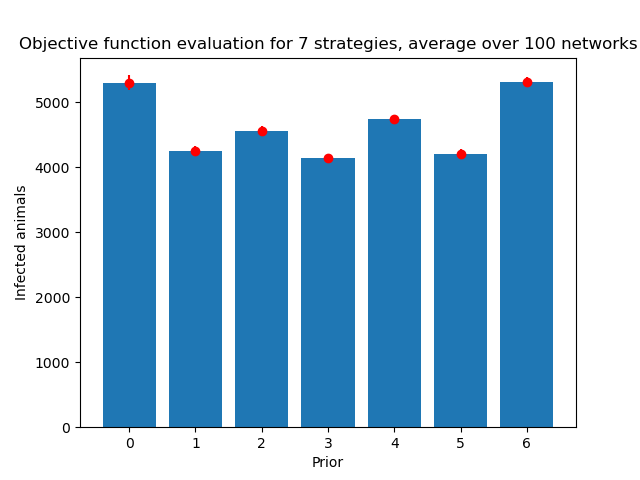 Objective function evaluation for 7 strategies, average over 100 networks
5000
4000
3000
2000
1000
0
Infected animals
0 1 2 3 4 5 6
Prior